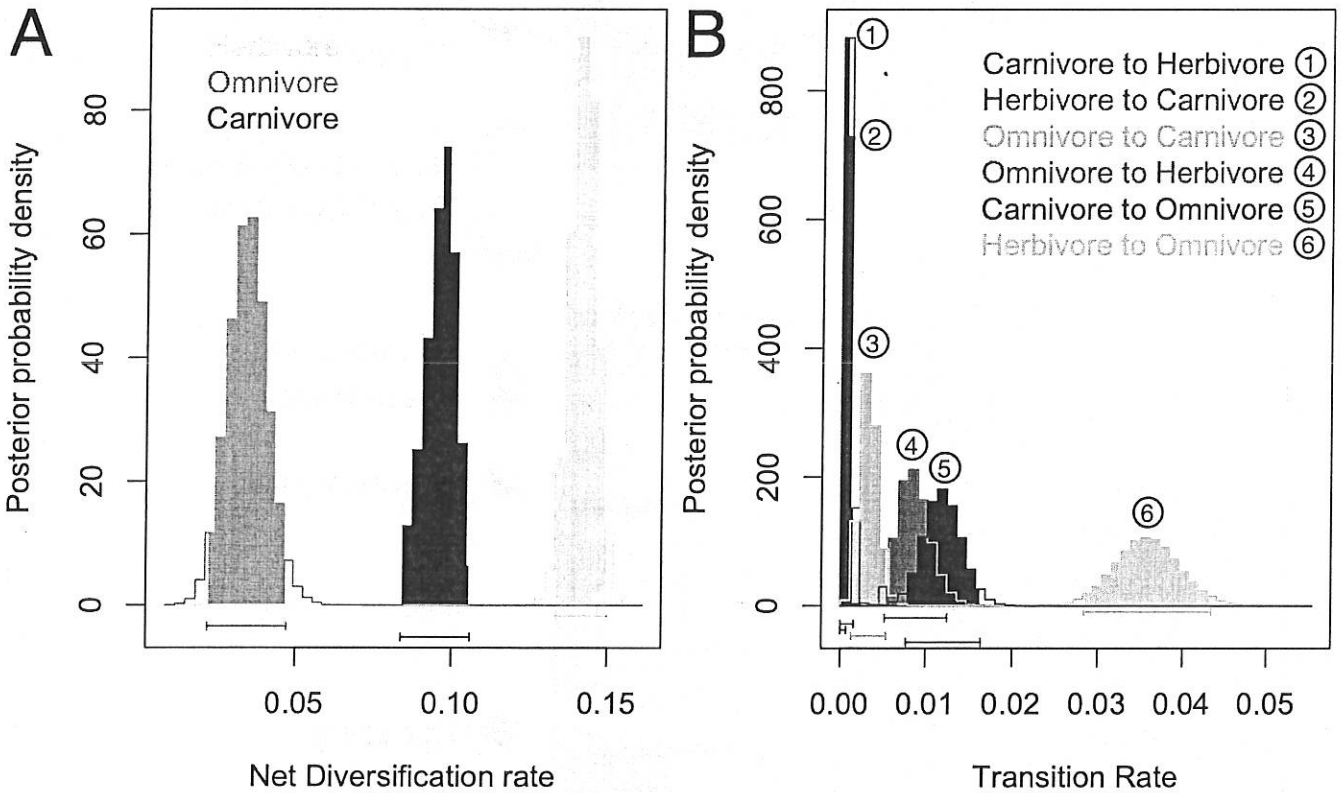 A
Omnivore
Carnivore
Posterior probability density
0
20
40
60
80
0.05
0.10
0.15
Net Diversification rate
B
Carnivore to Herbivore ①
Herbivore to Carnivore ②
Omnivore to Carnivore ③
Omnivore to Herbivore ④
Carnivore to Omnivore ⑤
Herbivore to Omnivore ⑥
①
②
③
④
⑤
⑥
Posterior probability density
0
200
400
600
800
0.00
0.01
0.02
0.03
0.04
0.05
Transition Rate